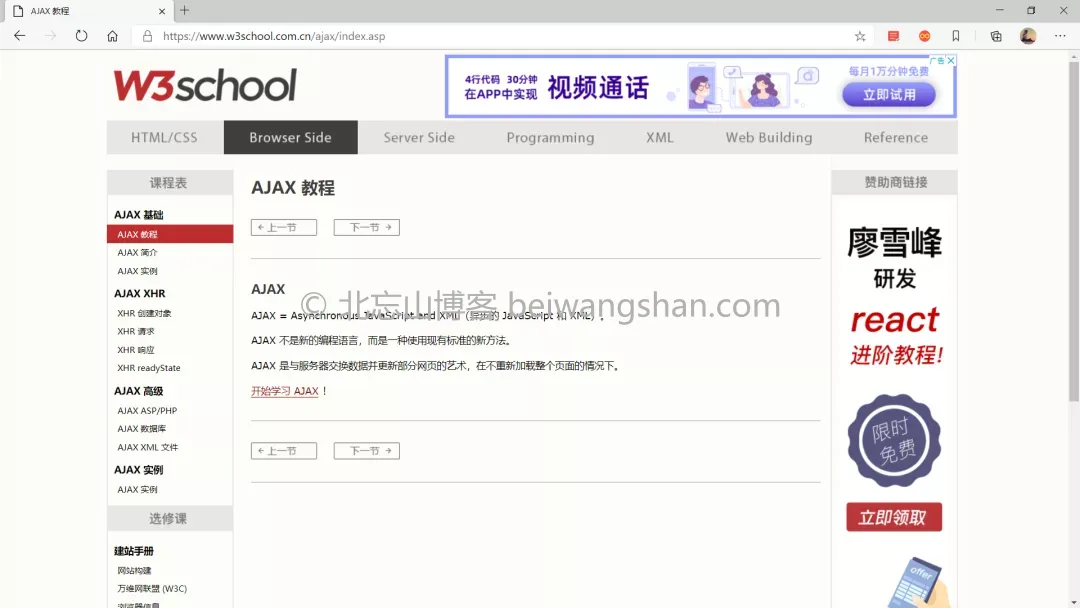 AJAX 教程
https://www.w3school.com.cn/ajax/index.asp
W3school
4行代码 30分钟
在APP中实现
视频通话
每月1万分钟免费
立即试用
广告
HTML/CSS
Browser Side
Server Side
Programming
XML
Web Building
Reference
课程表
AJAX 基础
AJAX 教程
AJAX 简介
AJAX 实例
AJAX XHR
XHR 创建对象
XHR 请求
XHR 响应
XHR readyState
AJAX 高级
AJAX ASP/PHP
AJAX 数据库
AJAX XML 文件
AJAX 实例
AJAX 实例
选修课
建站手册
网站构建
万维网联盟 (W3C)
浏览器信息
AJAX 教程
上一节
下一节
AJAX
© 北忘山博客 beiwangshan.com
AJAX = Asynchronous JavaScript and XML（异步的 JavaScript 和 XML）。
AJAX 不是新的编程语言，而是一种使用现有标准的新方法。
AJAX 是与服务器交换数据并更新部分网页的艺术，在不重新加载整个页面的情况下。
开始学习 AJAX ！
上一节
下一节
赞助商链接
廖雪峰
研发
react
进阶教程!
限时
免费
立即领取
offer